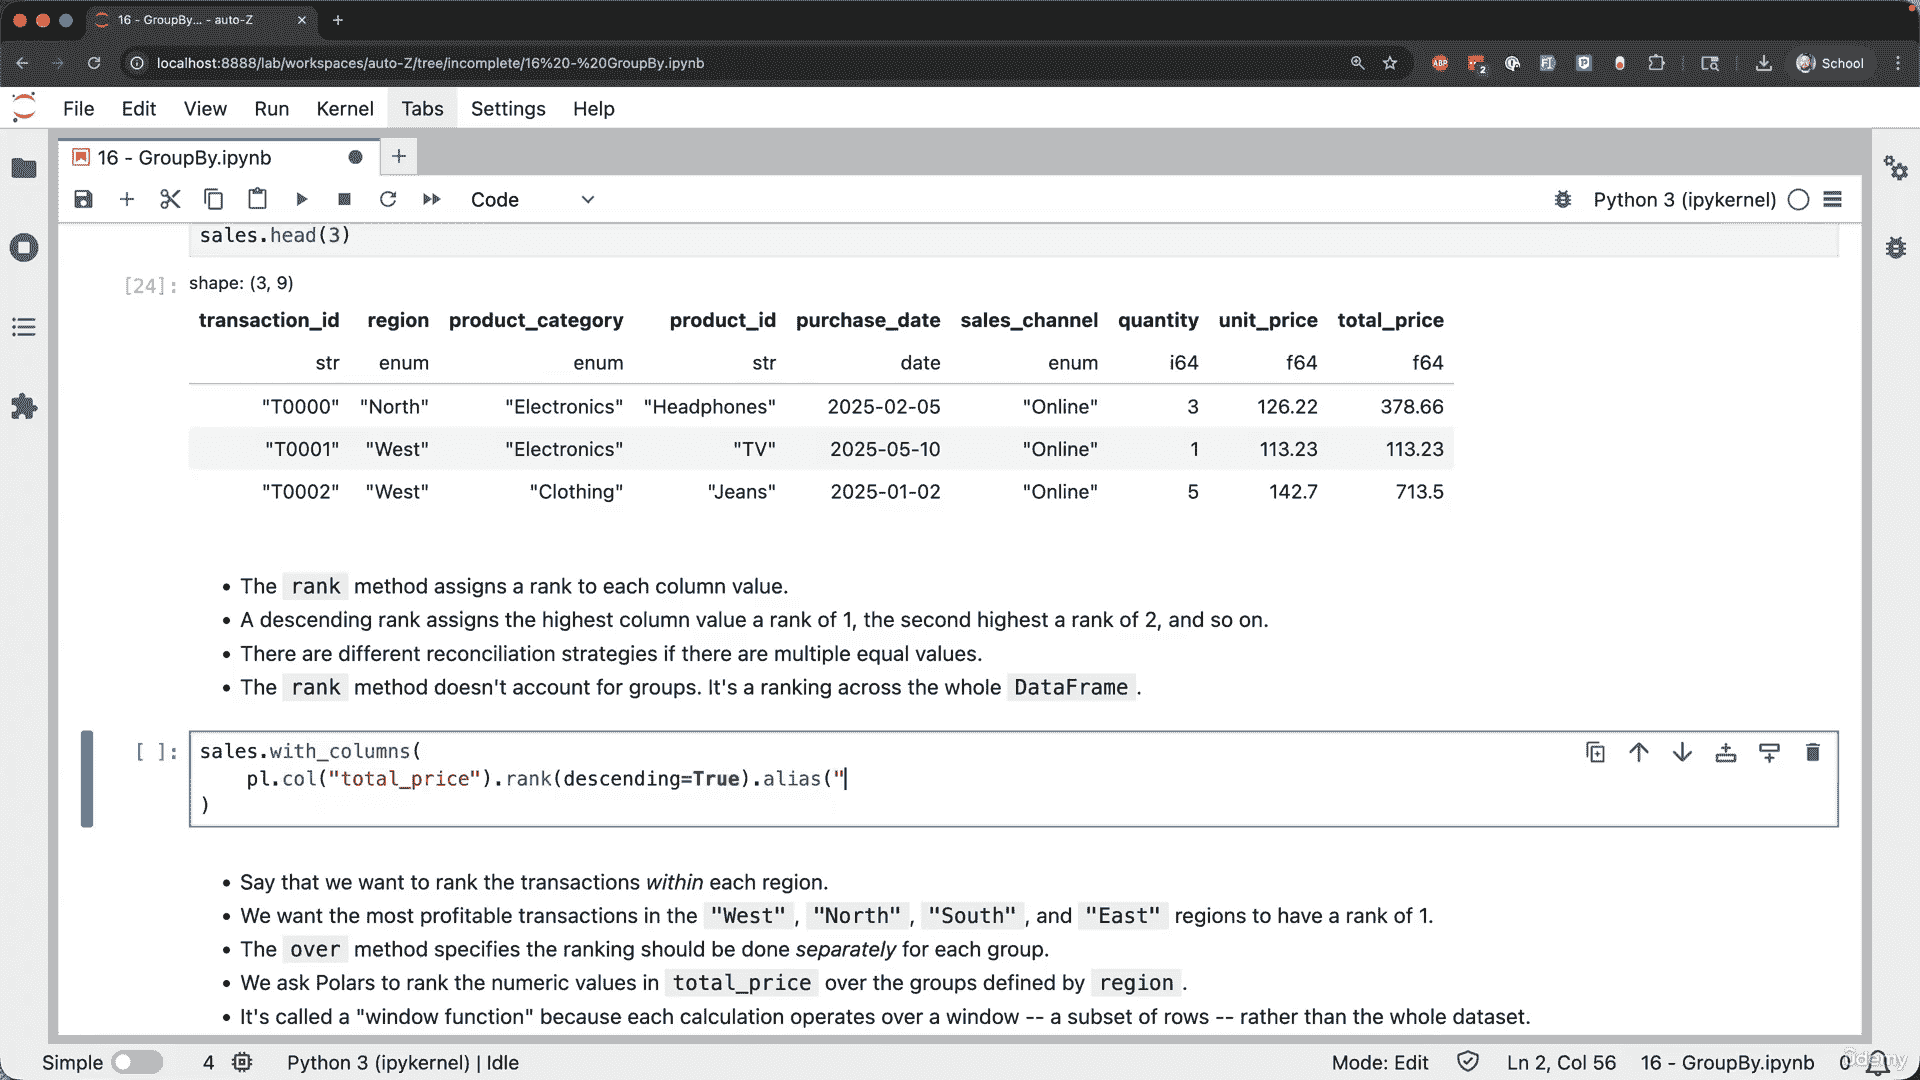 16 - GroupBy... - auto-Z
localhost:8888/lab/workspaces/auto-Z/tree/incomplete/16%20-%20GroupBy.ipynb
ABP
2
School
File Edit View Run Kernel Tabs Settings Help
16 - GroupBy.ipynb
Code
Python 3 (ipykernel)
sales.head(3)
[24]: shape: (3, 9)
transaction_id region product_category product_id purchase_date sales_channel quantity unit_price total_price
str enum enum str date enum i64 f64 f64
"T0000" "North" "Electronics" "Headphones" 2025-02-05 "Online" 3 126.22 378.66
"T0001" "West" "Electronics" "TV" 2025-05-10 "Online" 1 113.23 113.23
"T0002" "West" "Clothing" "Jeans" 2025-01-02 "Online" 5 142.7 713.5
• The rank method assigns a rank to each column value.
• A descending rank assigns the highest column value a rank of 1, the second highest a rank of 2, and so on.
• There are different reconciliation strategies if there are multiple equal values.
• The rank method doesn't account for groups. It's a ranking across the whole DataFrame .
[ ]: sales.with_columns(
pl.col("total_price").rank(descending=True).alias("
)
• Say that we want to rank the transactions within each region.
• We want the most profitable transactions in the "West" , "North" , "South" , and "East" regions to have a rank of 1.
• The over method specifies the ranking should be done separately for each group.
• We ask Polars to rank the numeric values in total_price over the groups defined by region .
• It's called a "window function" because each calculation operates over a window -- a subset of rows -- rather than the whole dataset.
Simple 4 Python 3 (ipykernel) | Idle Mode: Edit Ln 2, Col 56 16 - GroupBy.ipynb 0
udemy